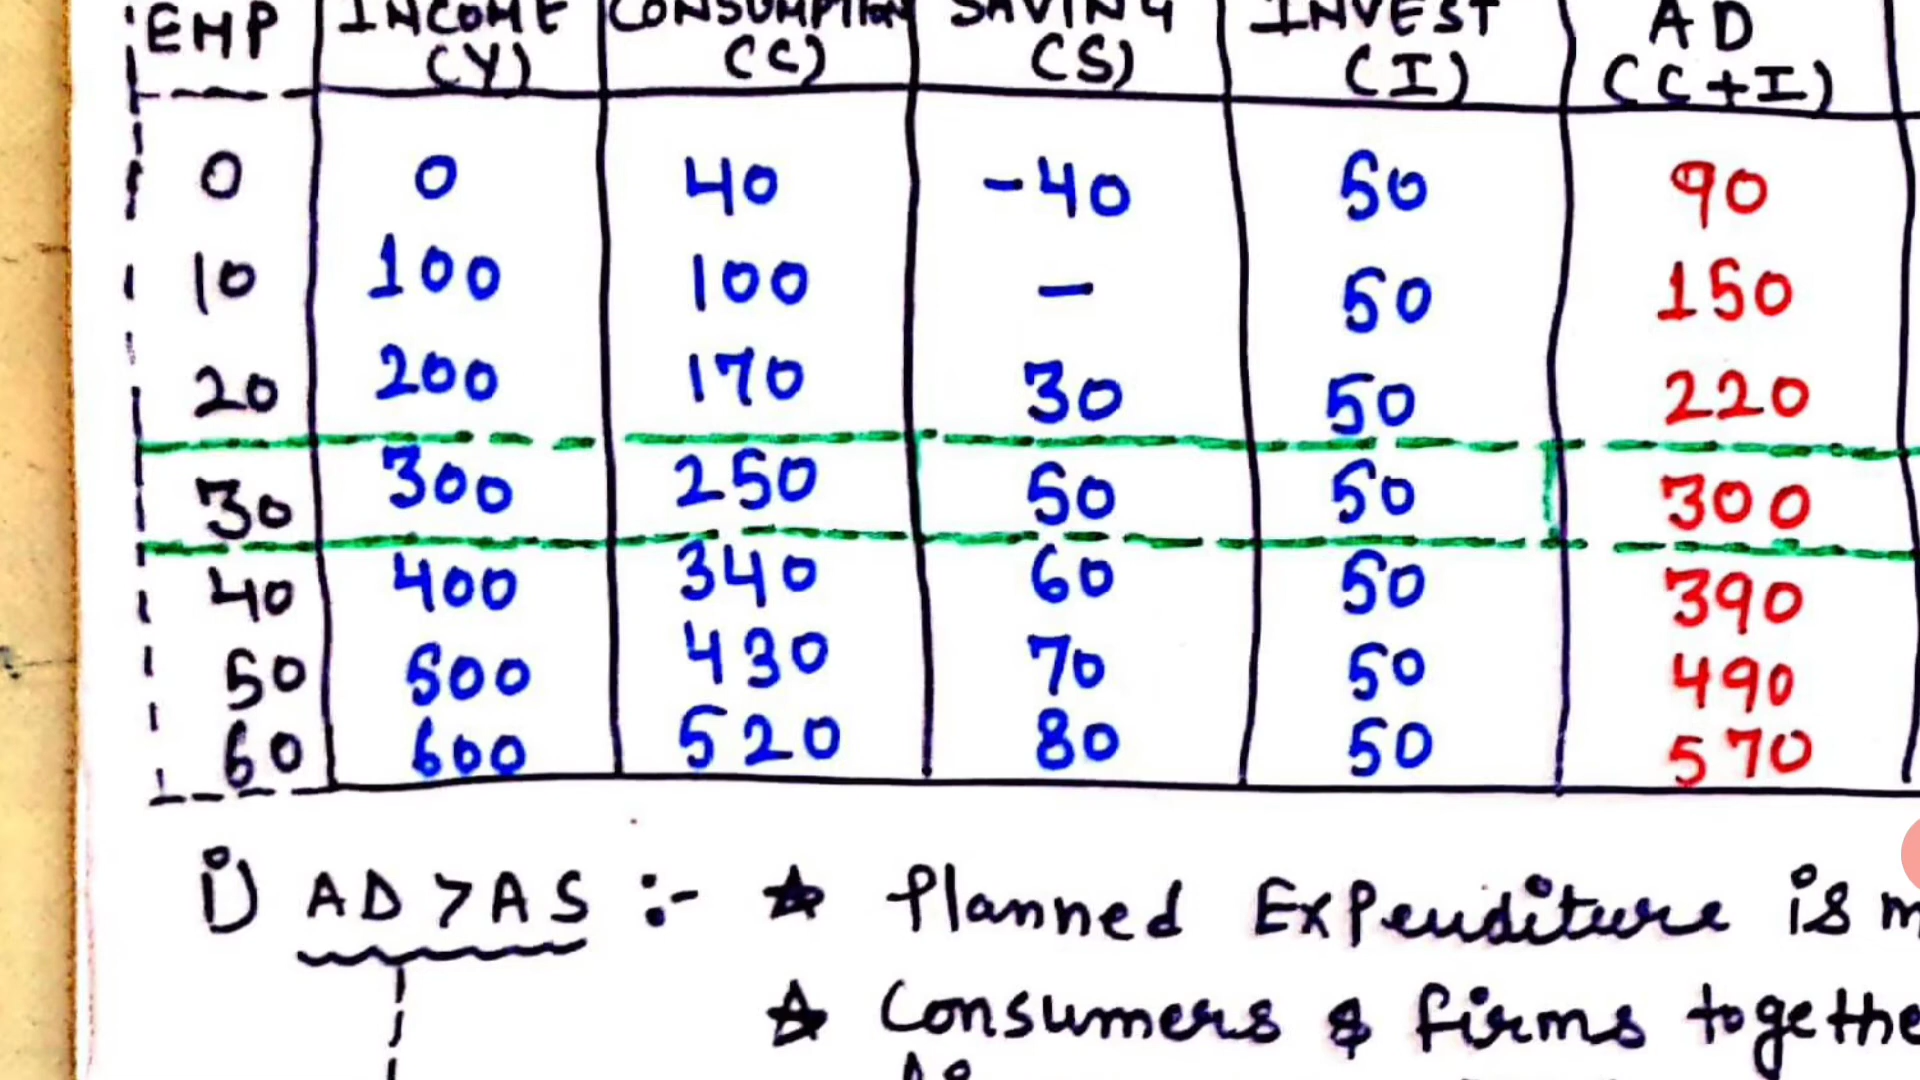 EMP INCOME CONSUMPTION SAVING INVEST AD
(Y) (C) (S) (I) (C+I)
0 0 40 -40 50 90
10 100 100 - 50 150
20 200 170 30 50 220
30 300 250 50 50 300
40 400 340 60 50 390
50 500 430 70 50 490
60 600 520 80 50 570
i) AD > AS :- ☆ Planned Expenditure is m
☆ Consumers & firms togethe